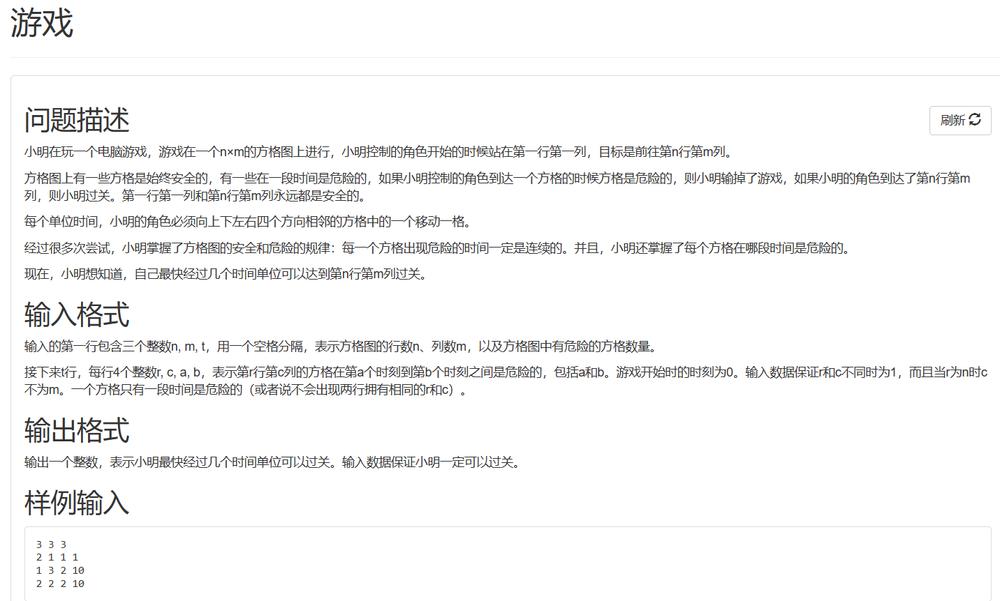 游戏
问题描述
刷新
小明在玩一个电脑游戏，游戏在一个n×m的方格图上进行，小明控制的角色开始的时候站在第一行第一列，目标是前往第n行第m列。
方格图上有一些方格是始终安全的，有一些在一段时间是危险的，如果小明控制的角色到达一个方格的时候方格是危险的，则小明输掉了游戏，如果小明的角色到达了第n行第m
列，则小明过关。第一行第一列和第n行第m列永远都是安全的。
每个单位时间，小明的角色必须向上下左右四个方向相邻的方格中的一个移动一格。
经过很多次尝试，小明掌握了方格图的安全和危险的规律：每一个方格出现危险的时间一定是连续的。并且，小明还掌握了每个方格在哪段时间是危险的。
现在，小明想知道，自己最快经过几个时间单位可以达到第n行第m列过关。
输入格式
输入的第一行包含三个整数n, m, t，用一个空格分隔，表示方格图的行数n、列数m，以及方格图中有危险的方格数量。
接下来t行，每行4个整数r, c, a, b，表示第r行第c列的方格在第a个时刻到第b个时刻之间是危险的，包括a和b。游戏开始时的时刻为0。输入数据保证r和c不同时为1，而且当r为n时c
不为m。一个方格只有一段时间是危险的（或者说不会出现两行拥有相同的r和c）。
输出格式
输出一个整数，表示小明最快经过几个时间单位可以过关。输入数据保证小明一定可以过关。
样例输入
3 3 3
2 1 1 1
1 3 2 10
2 2 2 10